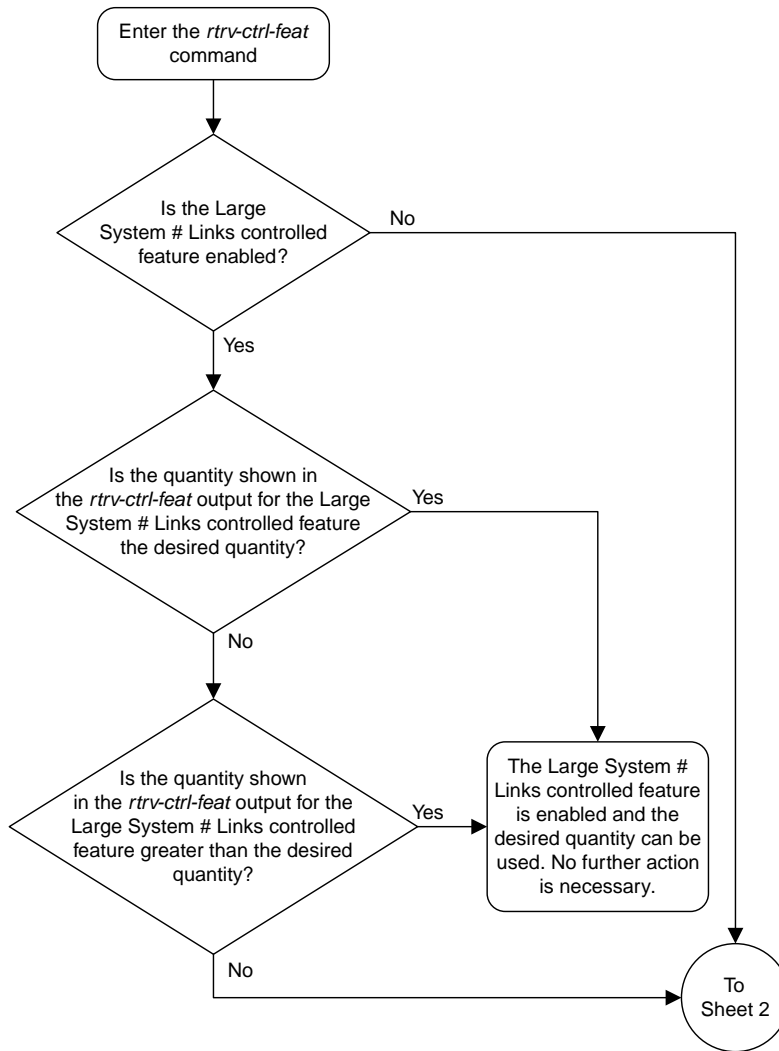 Enter the rtrv-ctrl-feat
command
Is the Large
System # Links controlled
feature enabled?
No
Yes
Is the quantity shown in
the rtrv-ctrl-feat output for the Large
System # Links controlled feature
the desired quantity?
Yes
No
Is the quantity shown
in the rtrv-ctrl-feat output for the
Large System # Links controlled
feature greater than the desired
quantity?
Yes
The Large System #
Links controlled feature
is enabled and the
desired quantity can be
used. No further action
is necessary.
No
To
Sheet 2